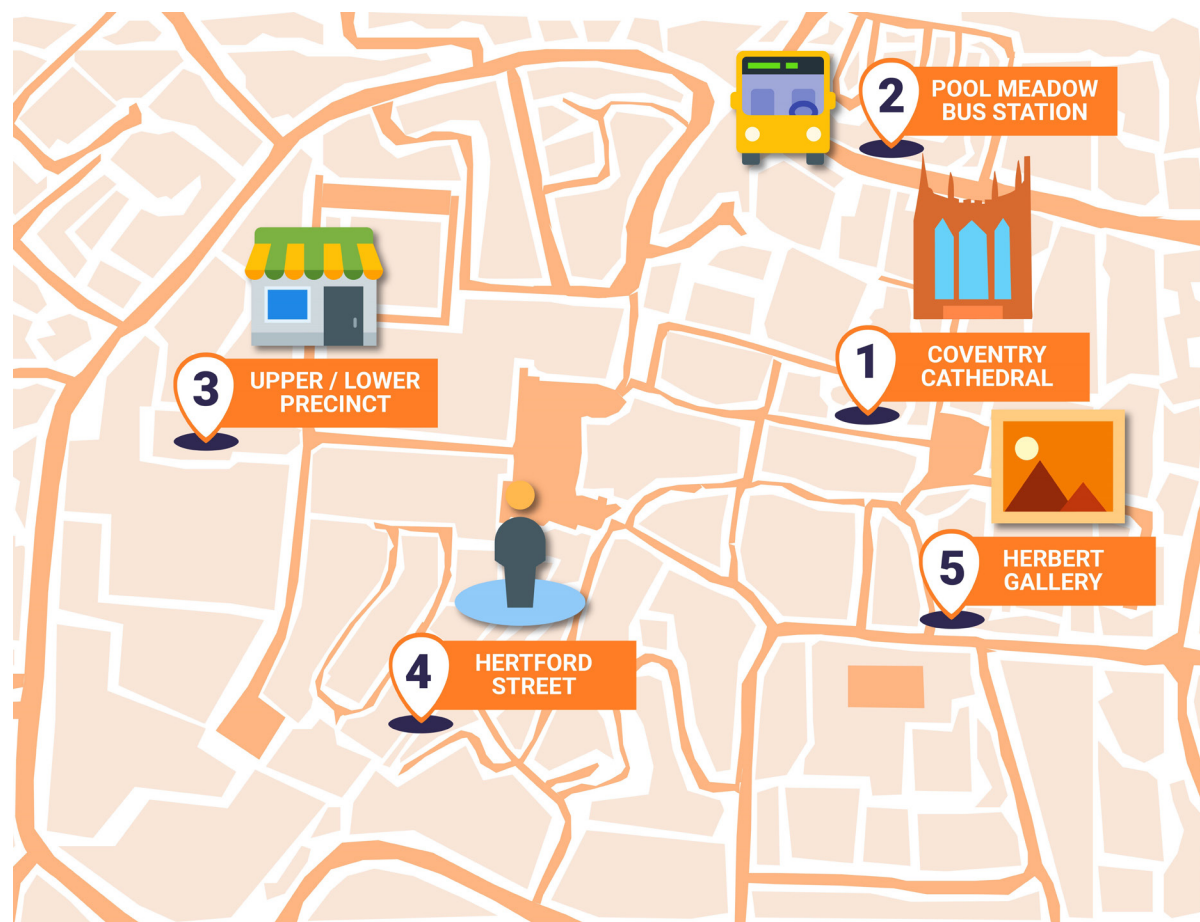 2
POOL MEADOW
BUS STATION
1
COVENTRY
CATHEDRAL
3
UPPER / LOWER
PRECINCT
5
HERBERT
GALLERY
4
HERTFORD
STREET